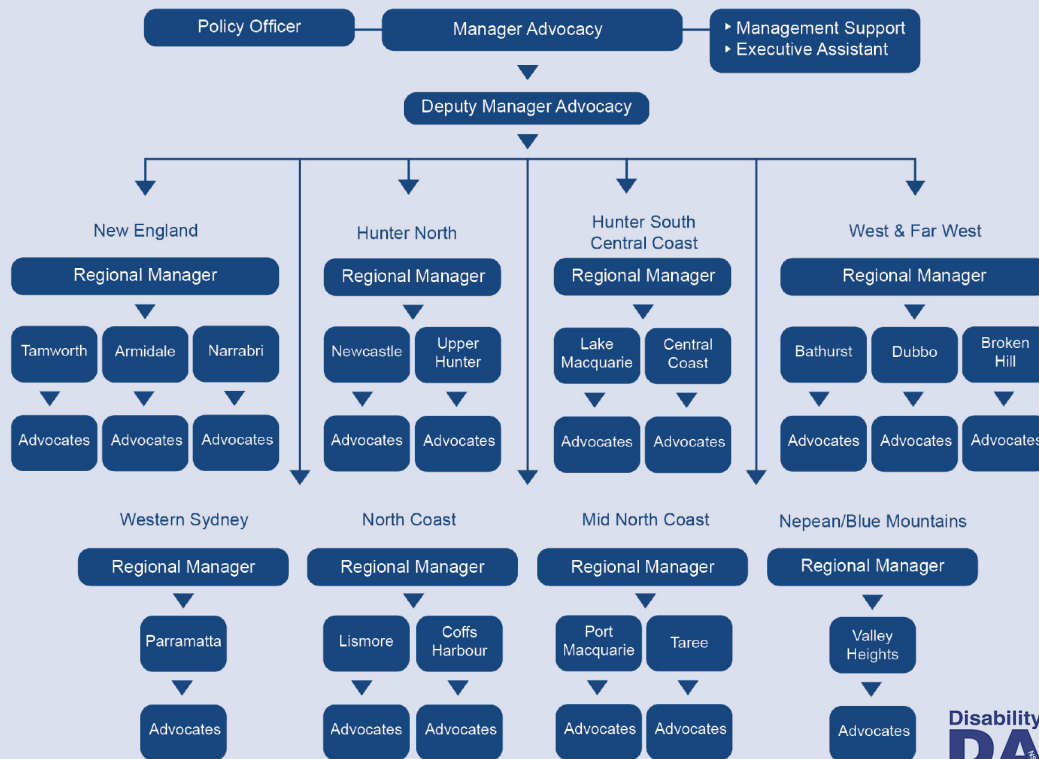 Policy Officer
Manager Advocacy
▸ Management Support
▸ Executive Assistant
Deputy Manager Advocacy
New England
Hunter North
Hunter South
Central Coast
West & Far West
Regional Manager
Regional Manager
Regional Manager
Regional Manager
Tamworth
Armidale
Narrabri
Newcastle
Upper
Hunter
Lake
Macquarie
Central
Coast
Bathurst
Dubbo
Broken
Hill
Advocates
Advocates
Advocates
Advocates
Advocates
Advocates
Advocates
Advocates
Advocates
Advocates
Western Sydney
North Coast
Mid North Coast
Nepean/Blue Mountains
Regional Manager
Regional Manager
Regional Manager
Regional Manager
Parramatta
Lismore
Coffs
Harbour
Port
Macquarie
Taree
Valley
Heights
Advocates
Advocates
Advocates
Advocates
Advocates
Advocates
Disability
DA